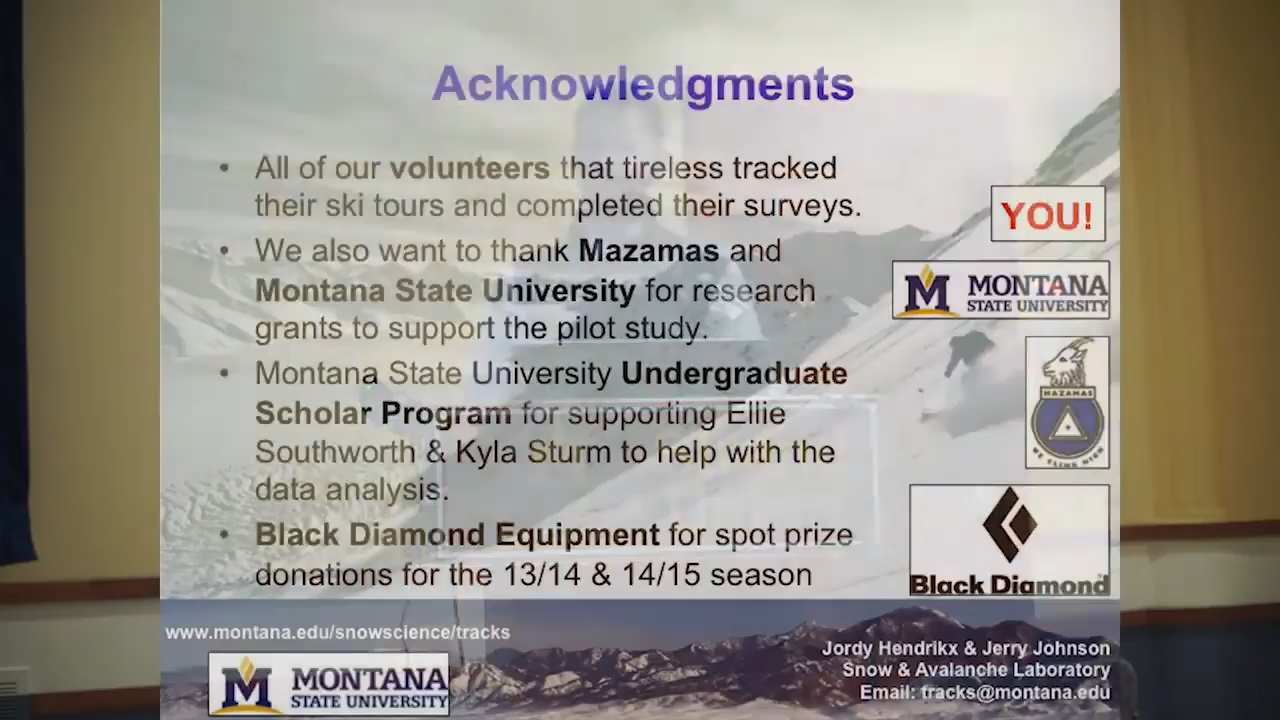 Acknowledgments
• All of our volunteers that tireless tracked
their ski tours and completed their surveys.
• We also want to thank Mazamas and
Montana State University for research
grants to support the pilot study.
• Montana State University Undergraduate
Scholar Program for supporting Ellie
Southworth & Kyla Sturm to help with the
data analysis.
• Black Diamond Equipment for spot prize
donations for the 13/14 & 14/15 season
YOU!
M MONTANA
STATE UNIVERSITY
MAZAMAS
WE CLIMB HIGH
Black Diamond
www.montana.edu/snowscience/tracks
M MONTANA
STATE UNIVERSITY
Jordy Hendrikx & Jerry Johnson
Snow & Avalanche Laboratory
Email: tracks@montana.edu